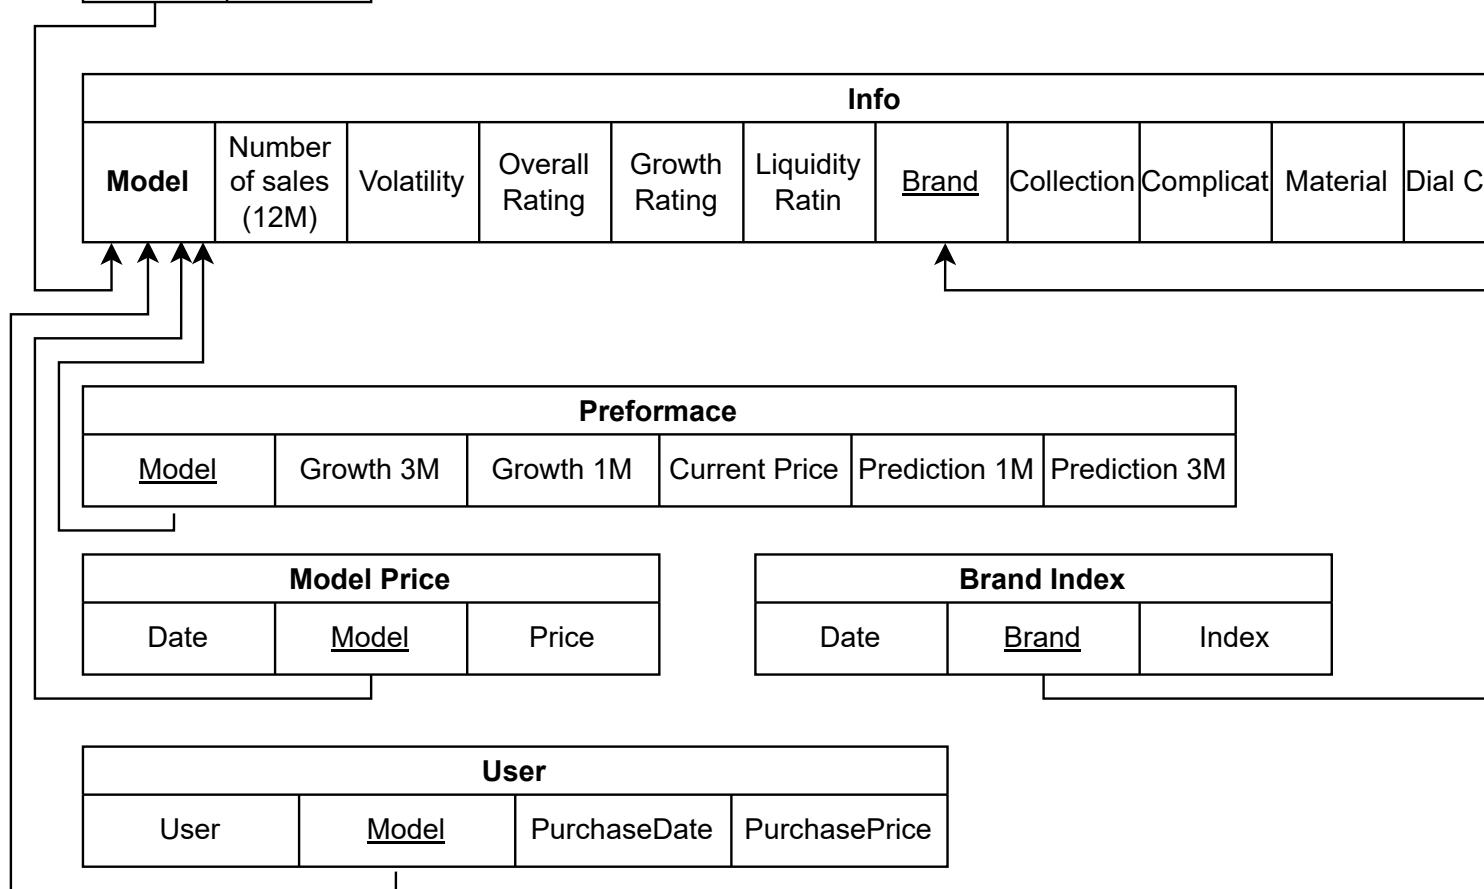 Info
Model
Number
of sales
(12M)
Volatility
Overall
Rating
Growth
Rating
Liquidity
Ratin
Brand
Collection
Complicat
Material
Dial C
Preformace
Model
Growth 3M
Growth 1M
Current Price
Prediction 1M
Prediction 3M
Model Price
Date
Model
Price
Brand Index
Date
Brand
Index
User
User
Model
PurchaseDate
PurchasePrice